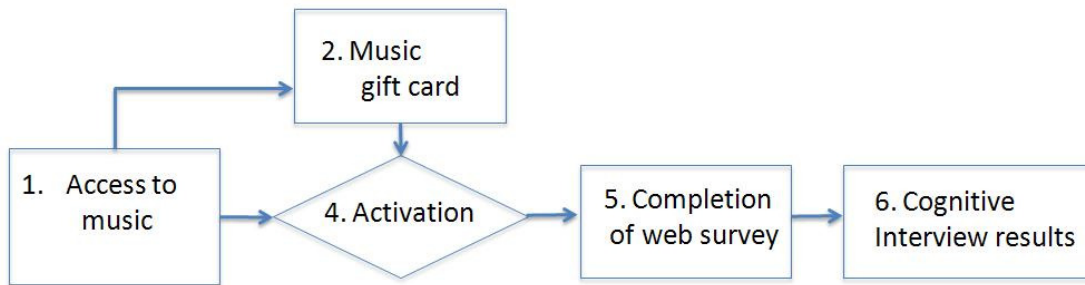 2. Music
gift card
1. Access to
music
4. Activation
5. Completion
of web survey
6. Cognitive
Interview results